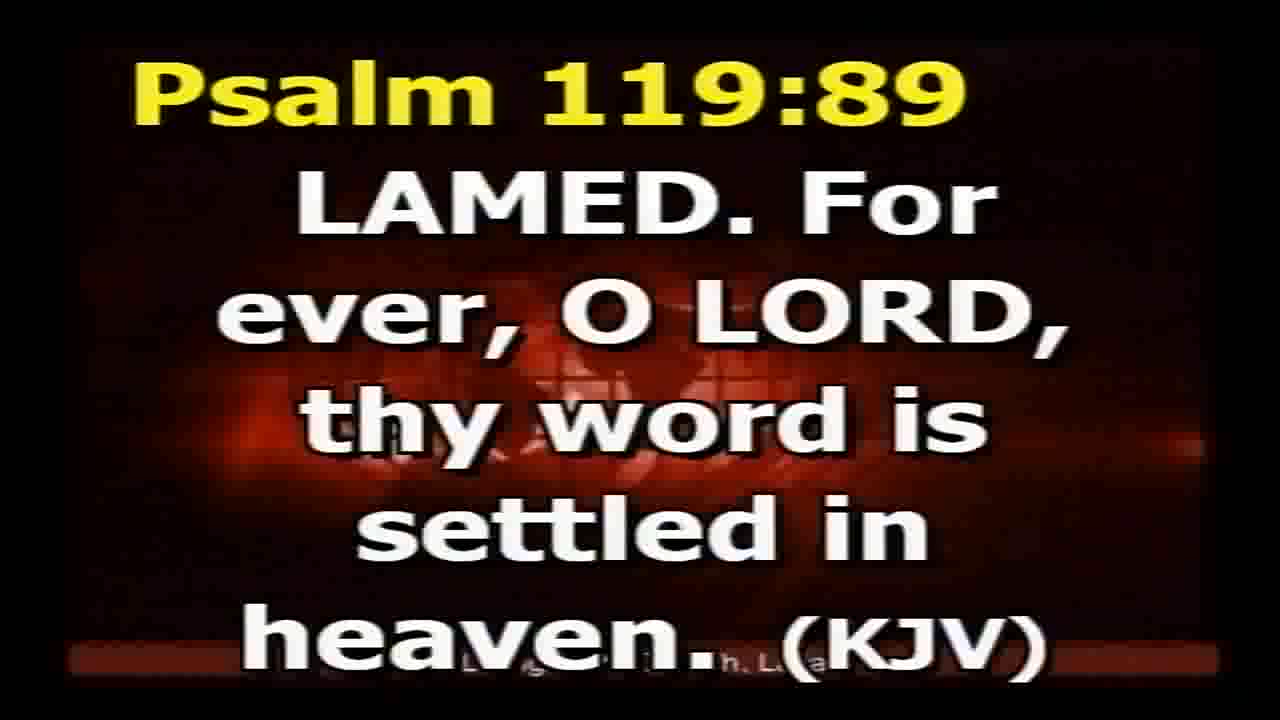 Psalm 119:89
LAMED. For
ever, O LORD,
thy word is
settled in
heaven. (KJV)